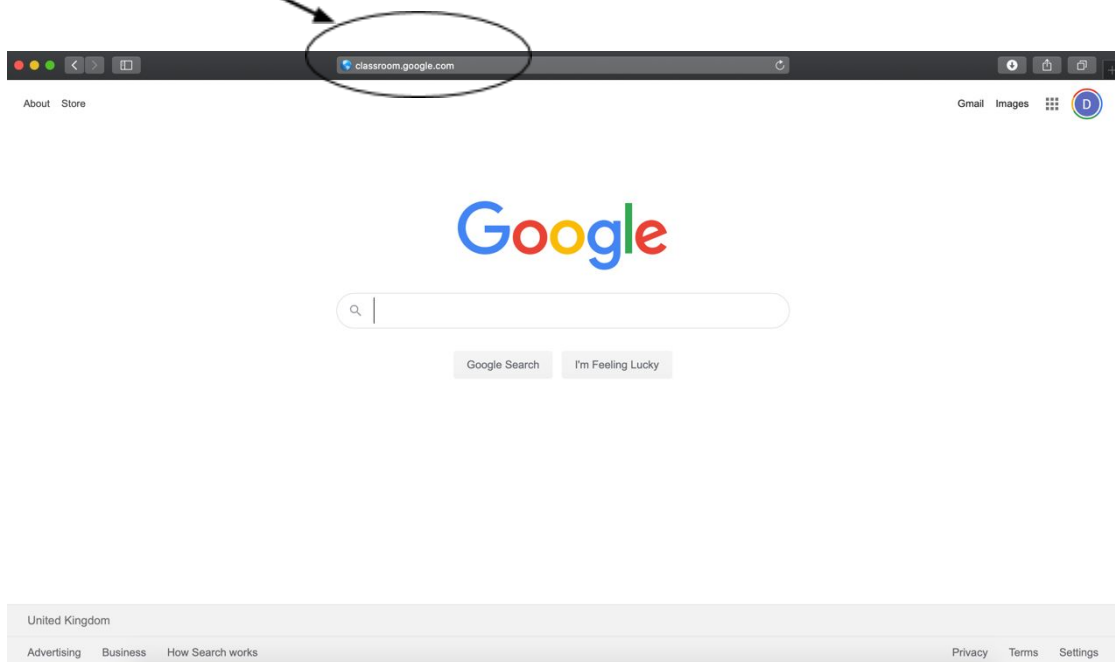 classroom.google.com
About Store
Gmail Images
D
Google
Google Search I'm Feeling Lucky
United Kingdom
Advertising Business How Search works
Privacy Terms Settings